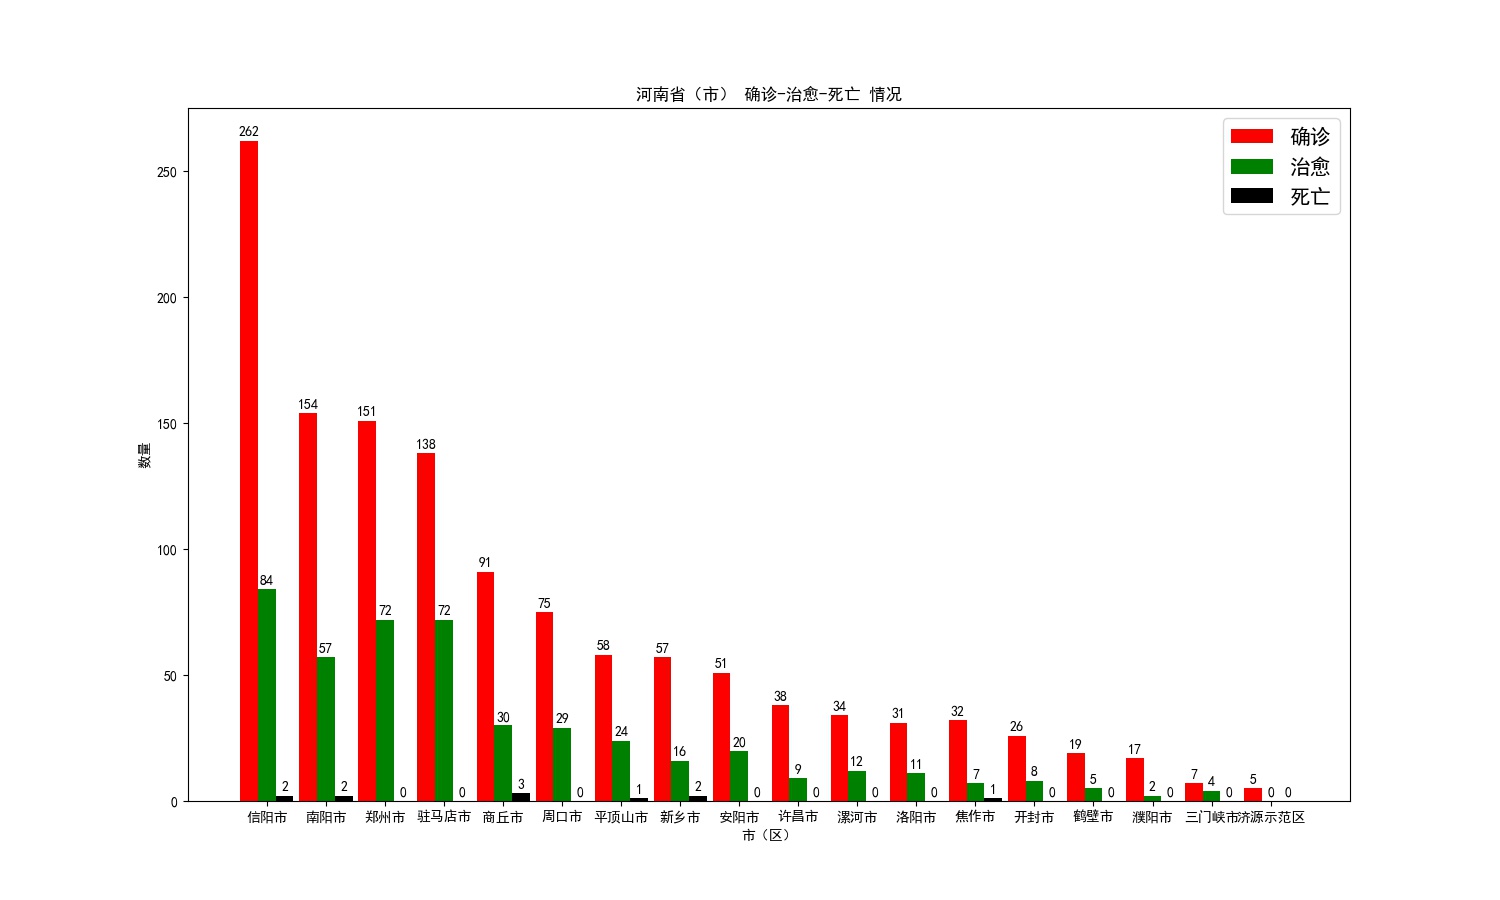 河南省（市） 确诊-治愈-死亡 情况
确诊
治愈
死亡
数量
250
200
150
100
50
0
262 84 2
154 57 2
151 72 0
138 72 0
91 30 3
75 29 0
58 24 1
57 16 2
51 20 0
38 9 0
34 12 0
31 11 0
32 7 1
26 8 0
19 5 0
17 2 0
7 4 0
5 0 0
信阳市 南阳市 郑州市 驻马店市 商丘市 周口市 平顶山市 新乡市 安阳市 许昌市 漯河市 洛阳市 焦作市 开封市 鹤壁市 濮阳市 三门峡市 济源示范区
市（区）